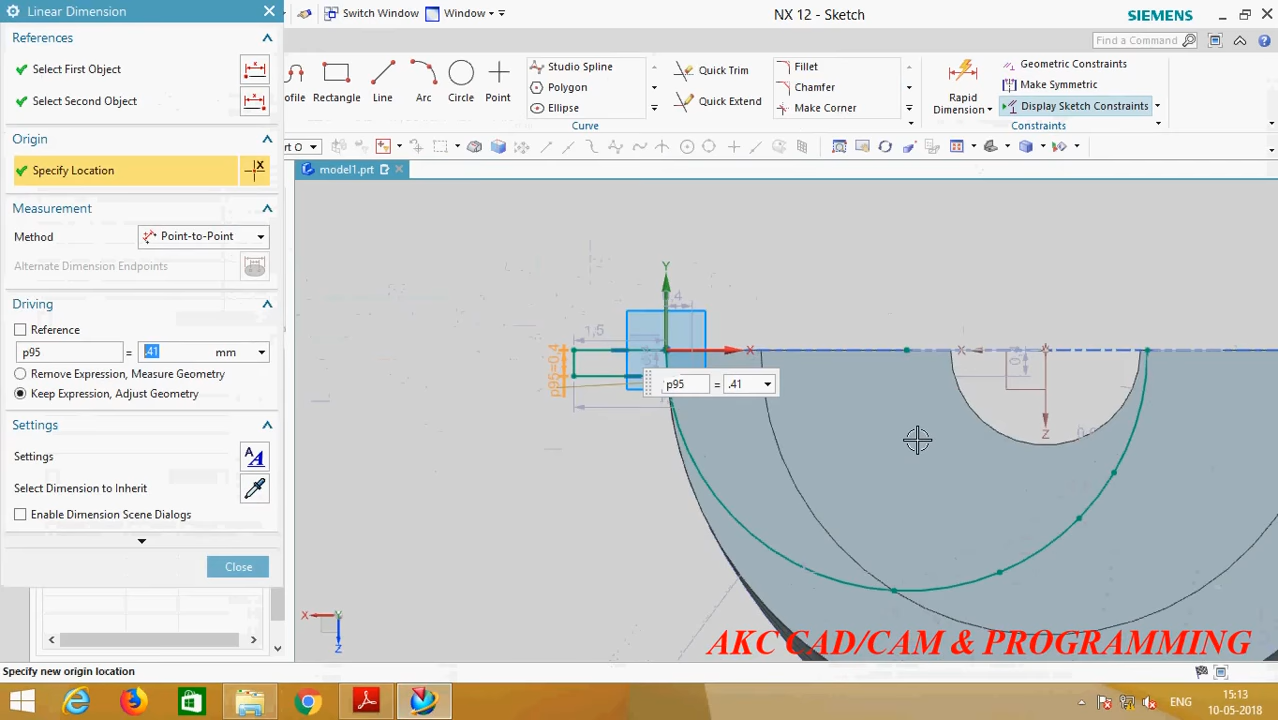 Linear Dimension
Switch Window
Window
NX 12 - Sketch
SIEMENS
Find a Command
References
Select First Object
Select Second Object
Origin
Specify Location
Measurement
Method
Point-to-Point
Alternate Dimension Endpoints
Driving
Reference
p95 = .41 mm
Remove Expression, Measure Geometry
Keep Expression, Adjust Geometry
Settings
Settings
Select Dimension to Inherit
Enable Dimension Scene Dialogs
Close
Rectangle
Line
Arc
Circle
Point
Studio Spline
Polygon
Ellipse
Quick Trim
Quick Extend
Fillet
Chamfer
Make Corner
Curve
Rapid
Dimension
Geometric Constraints
Make Symmetric
Display Sketch Constraints
Constraints
model1.prt
Y
X
1,5
p95=0,4
p95 = .41
X
Z
X
Y
Z
AKC CAD/CAM & PROGRAMMING
Specify new origin location
ENG
15:13
10-05-2018